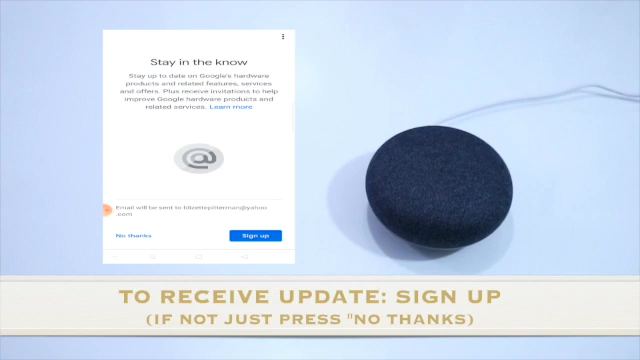 Stay in the know
Stay up to date on Google's hardware
products and related features, services
and offers. Plus receive invitations to help
improve Google hardware products and
related services. Learn more
@
Email will be sent to
.com
No thanks
Sign up
TO RECEIVE UPDATE: SIGN UP
(IF NOT JUST PRESS "NO THANKS)